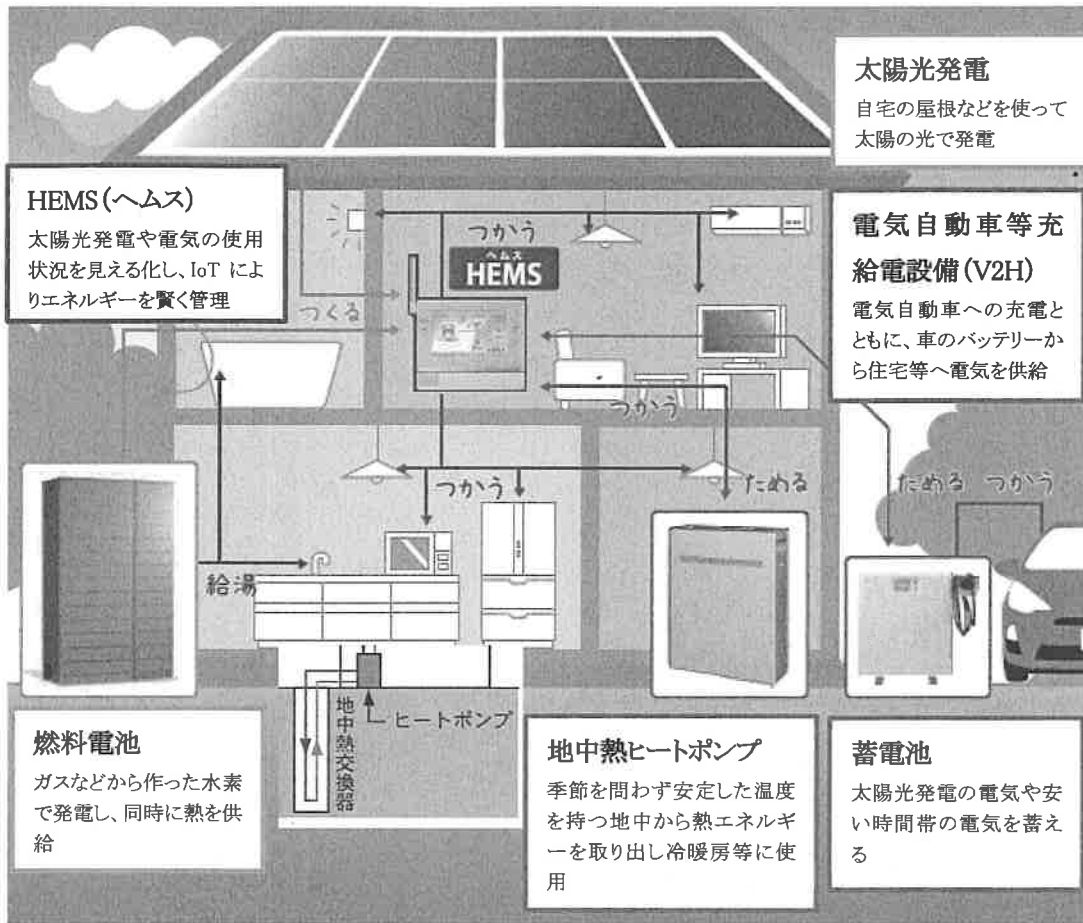 太陽光発電
自宅の屋根などを使って
太陽の光で発電
HEMS(ヘムス)
太陽光発電や電気の使用
状況を見える化し、IoT によ
りエネルギーを賢く管理
つかう
ヘムス
HEMS
つくる
電気自動車等充
給電設備(V2H)
電気自動車への充電と
ともに、車のバッテリーか
ら住宅等へ電気を供給
つかう
つかう
ためる
ためる つかう
給湯
地中熱交換器
ヒートポンプ
燃料電池
ガスなどから作った水素
で発電し、同時に熱を供
給
地中熱ヒートポンプ
季節を問わず安定した温度
を持つ地中から熱エネルギ
ーを取り出し冷暖房等に使
用
蓄電池
太陽光発電の電気や安
い時間帯の電気を蓄え
る